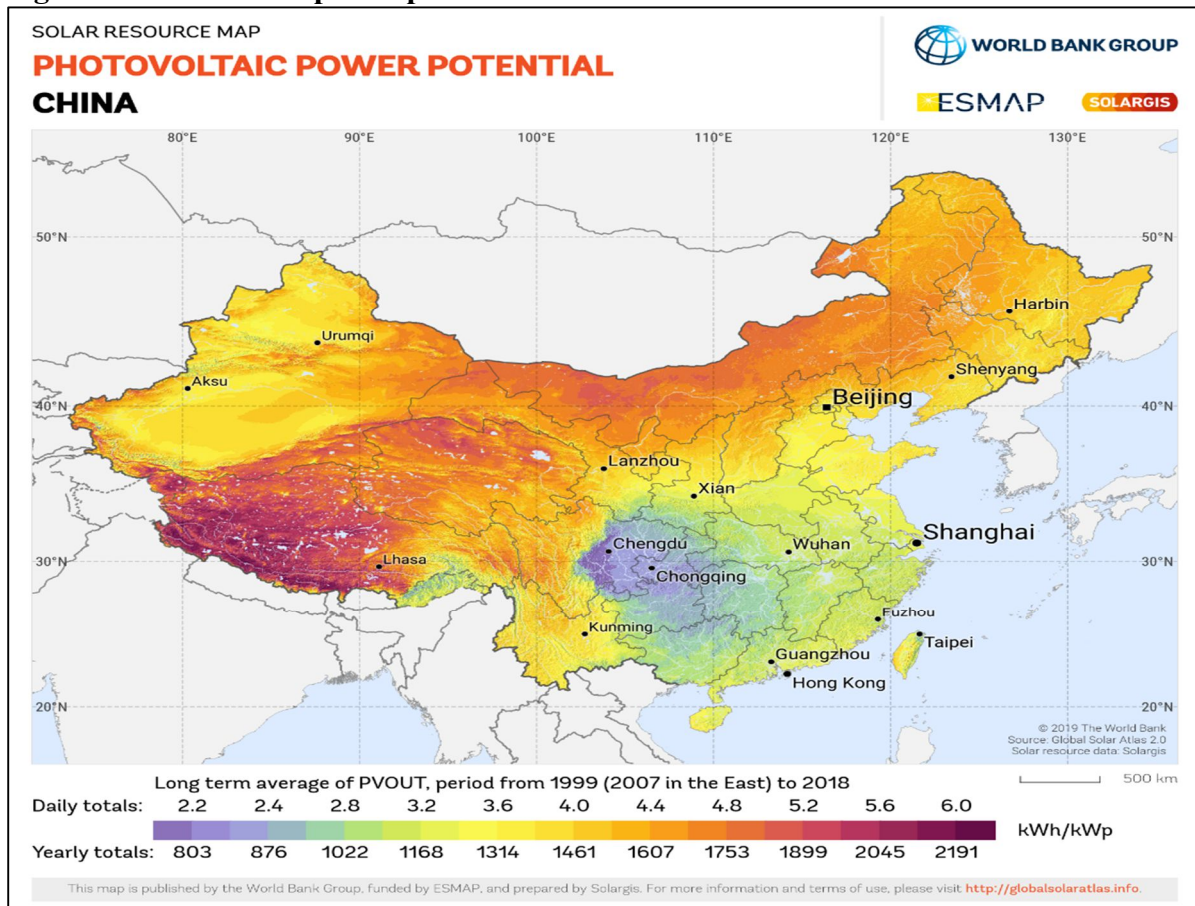 SOLAR RESOURCE MAP
PHOTOVOLTAIC POWER POTENTIAL
CHINA
WORLD BANK GROUP
ESMAP
SOLARGIS
80°E 90°E 100°E 110°E 120°E 130°E
50°N 50°N
Harbin
Urumqi
Shenyang
Aksu
Beijing
40°N 40°N
Lanzhou
Xian
Shanghai
Chengdu
Wuhan
30°N 30°N
Lhasa
Chongqing
Fuzhou
Kunming
Taipei
Guangzhou
Hong Kong
20°N 20°N
© 2019 The World Bank
Source: Global Solar Atlas 2.0
Solar resource data: Solargis
Long term average of PVOUT, period from 1999 (2007 in the East) to 2018
500 km
Daily totals: 2.2 2.4 2.8 3.2 3.6 4.0 4.4 4.8 5.2 5.6 6.0
kWh/kWp
Yearly totals: 803 876 1022 1168 1314 1461 1607 1753 1899 2045 2191
This map is published by the World Bank Group, funded by ESMAP, and prepared by Solargis. For more information and terms of use, please visit http://globalsolaratlas.info.